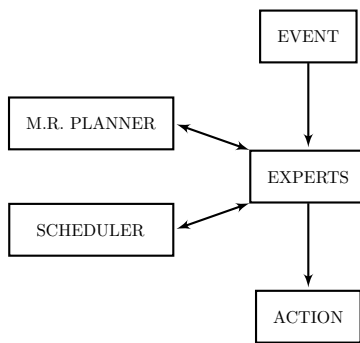 EVENT
M.R. PLANNER
EXPERTS
SCHEDULER
ACTION